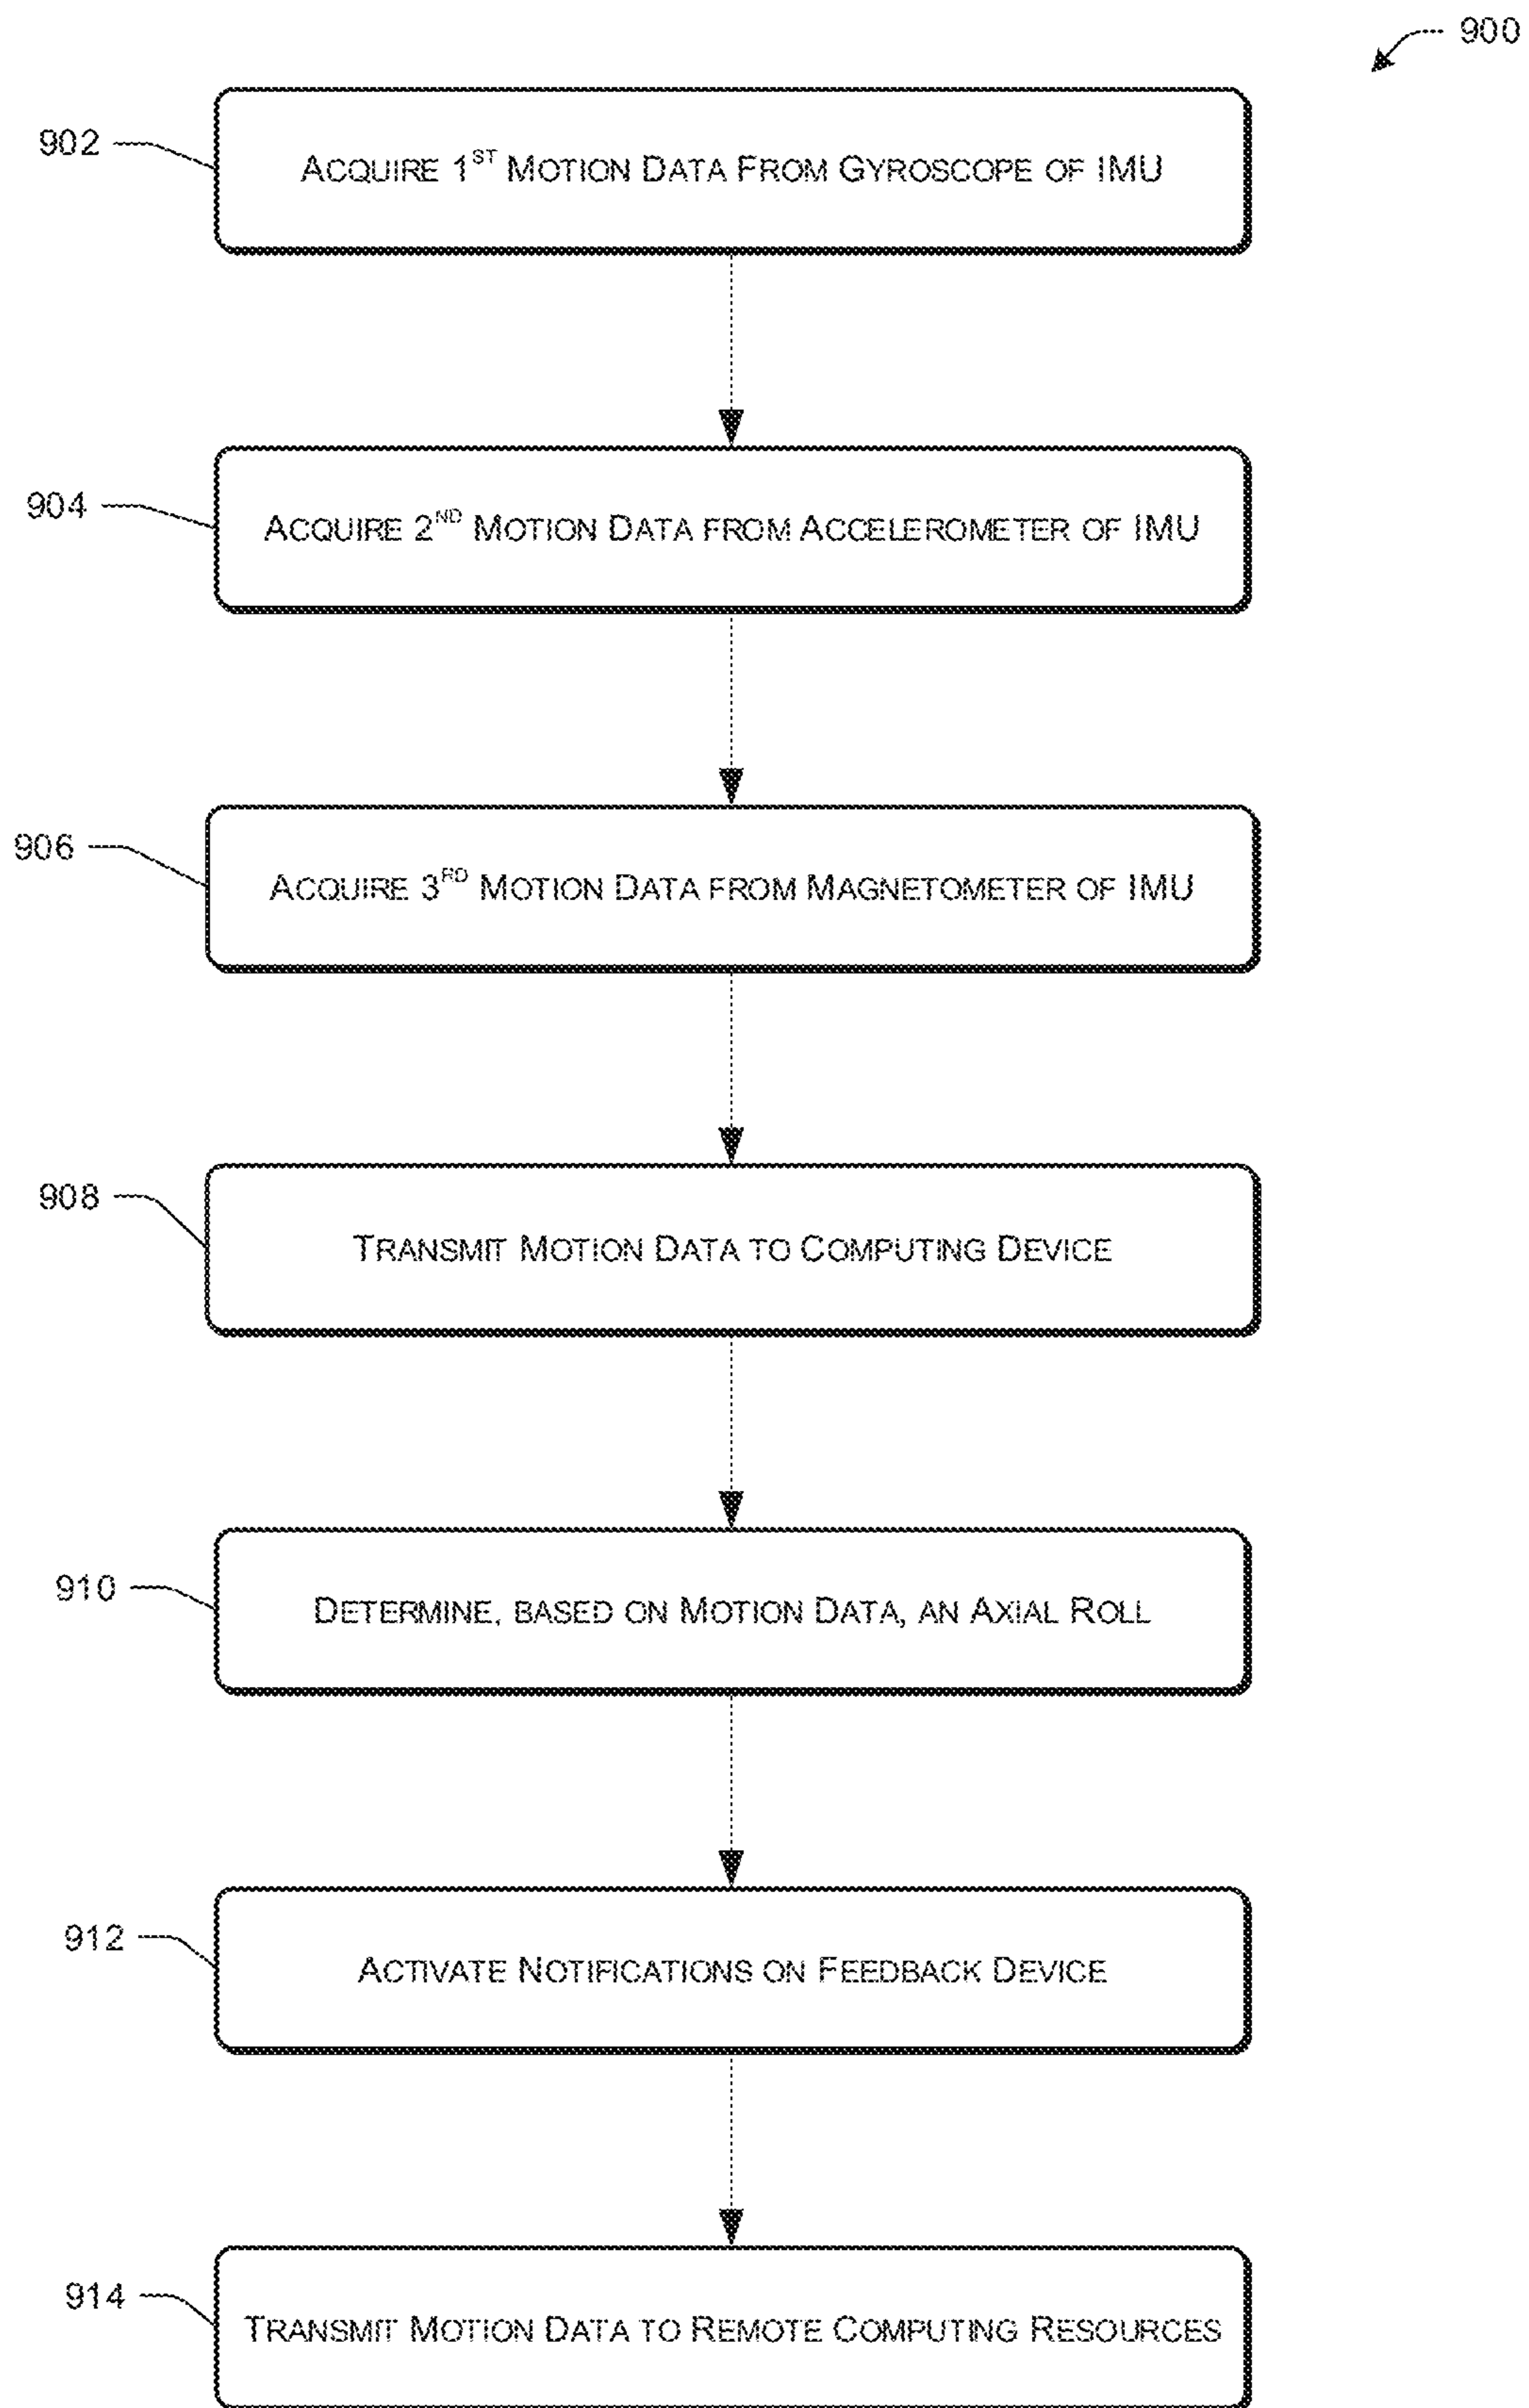 900
902
ACQUIRE 1ST MOTION DATA FROM GYROSCOPE OF IMU
904
ACQUIRE 2ND MOTION DATA FROM ACCELEROMETER OF IMU
906
ACQUIRE 3RD MOTION DATA FROM MAGNETOMETER OF IMU
908
TRANSMIT MOTION DATA TO COMPUTING DEVICE
910
DETERMINE, BASED ON MOTION DATA, AN AXIAL ROLL
912
ACTIVATE NOTIFICATIONS ON FEEDBACK DEVICE
914
TRANSMIT MOTION DATA TO REMOTE COMPUTING RESOURCES